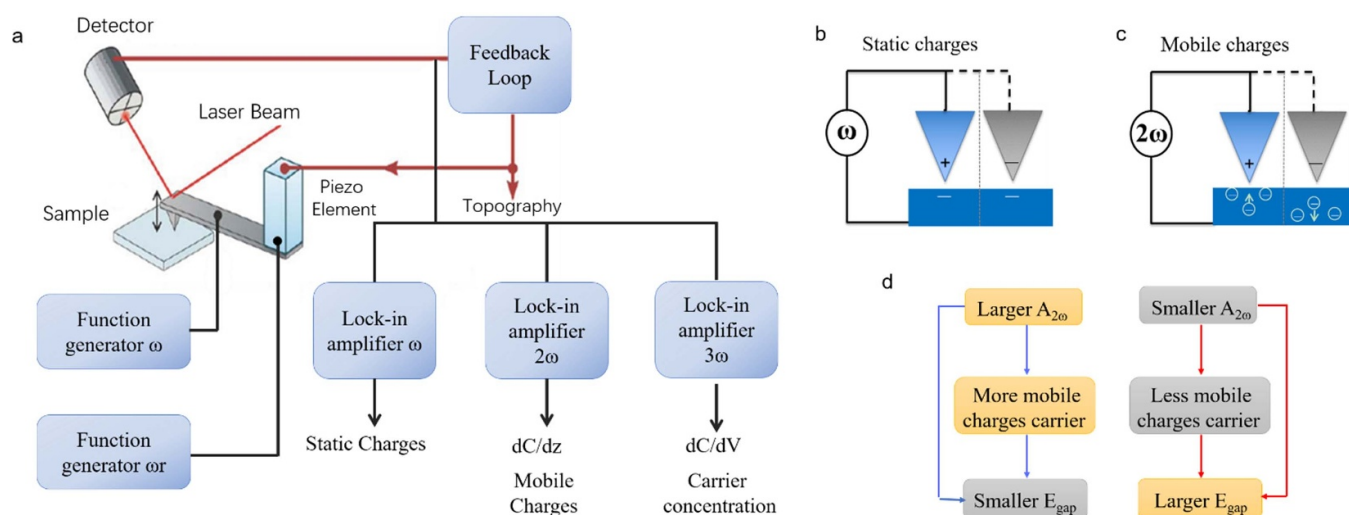 a
Detector
Feedback
Loop
Laser Beam
Sample
Piezo
Element
Topography
Function
generator ω
Lock-in
amplifier ω
Lock-in
amplifier
2ω
Lock-in
amplifier
3ω
Function
generator ωr
Static Charges
dC/dz
Mobile
Charges
dC/dV
Carrier
concentration
b
Static charges
ω
+
—
—
—
c
Mobile charges
2ω
+
—
d
Larger A2ω
More mobile
charges carrier
Smaller Egap
Smaller A2ω
Less mobile
charges carrier
Larger Egap